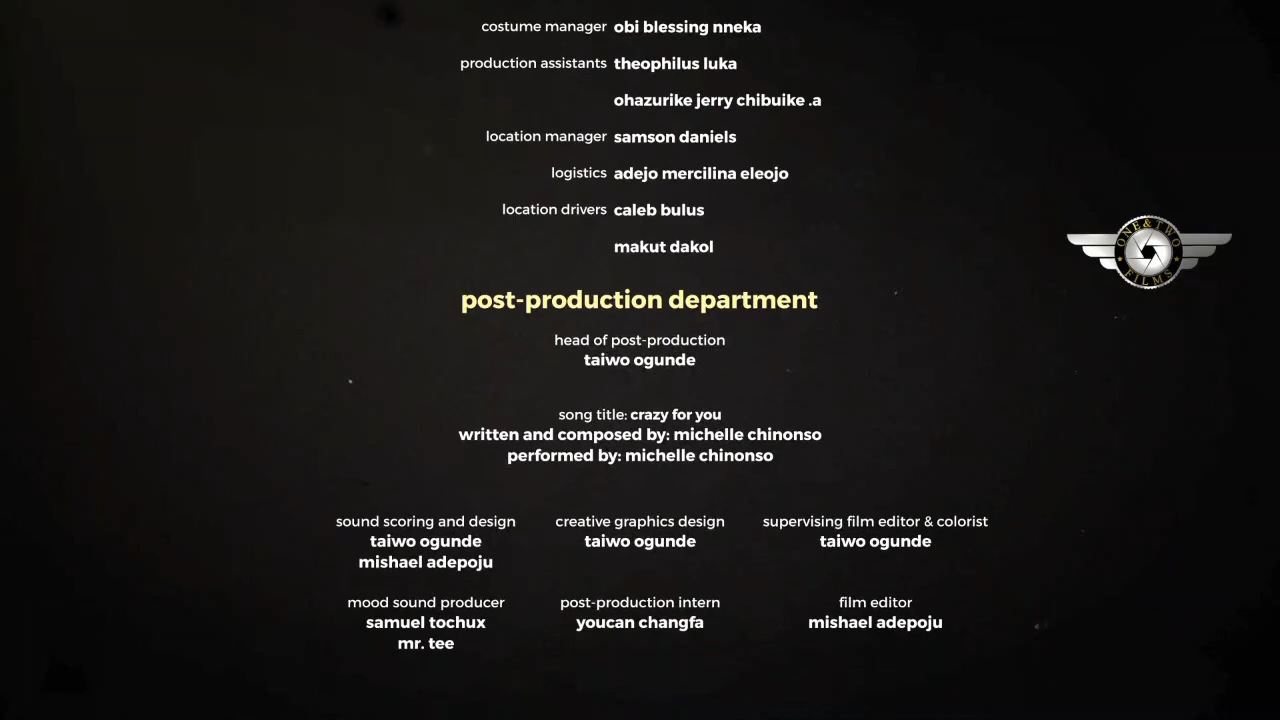 costume manager obi blessing nneka
production assistants theophilus luka
ohazurike jerry chibuike .a
location manager samson daniels
logistics adejo mercilina eleojo
location drivers caleb bulus
makut dakol
ONE&TWO
FILMS
post-production department
head of post-production
taiwo ogunde
song title: crazy for you
written and composed by: michelle chinonso
performed by: michelle chinonso
sound scoring and design
taiwo ogunde
mishael adepoju
creative graphics design
taiwo ogunde
supervising film editor & colorist
taiwo ogunde
mood sound producer
samuel tochux
mr. tee
post-production intern
youcan changfa
film editor
mishael adepoju